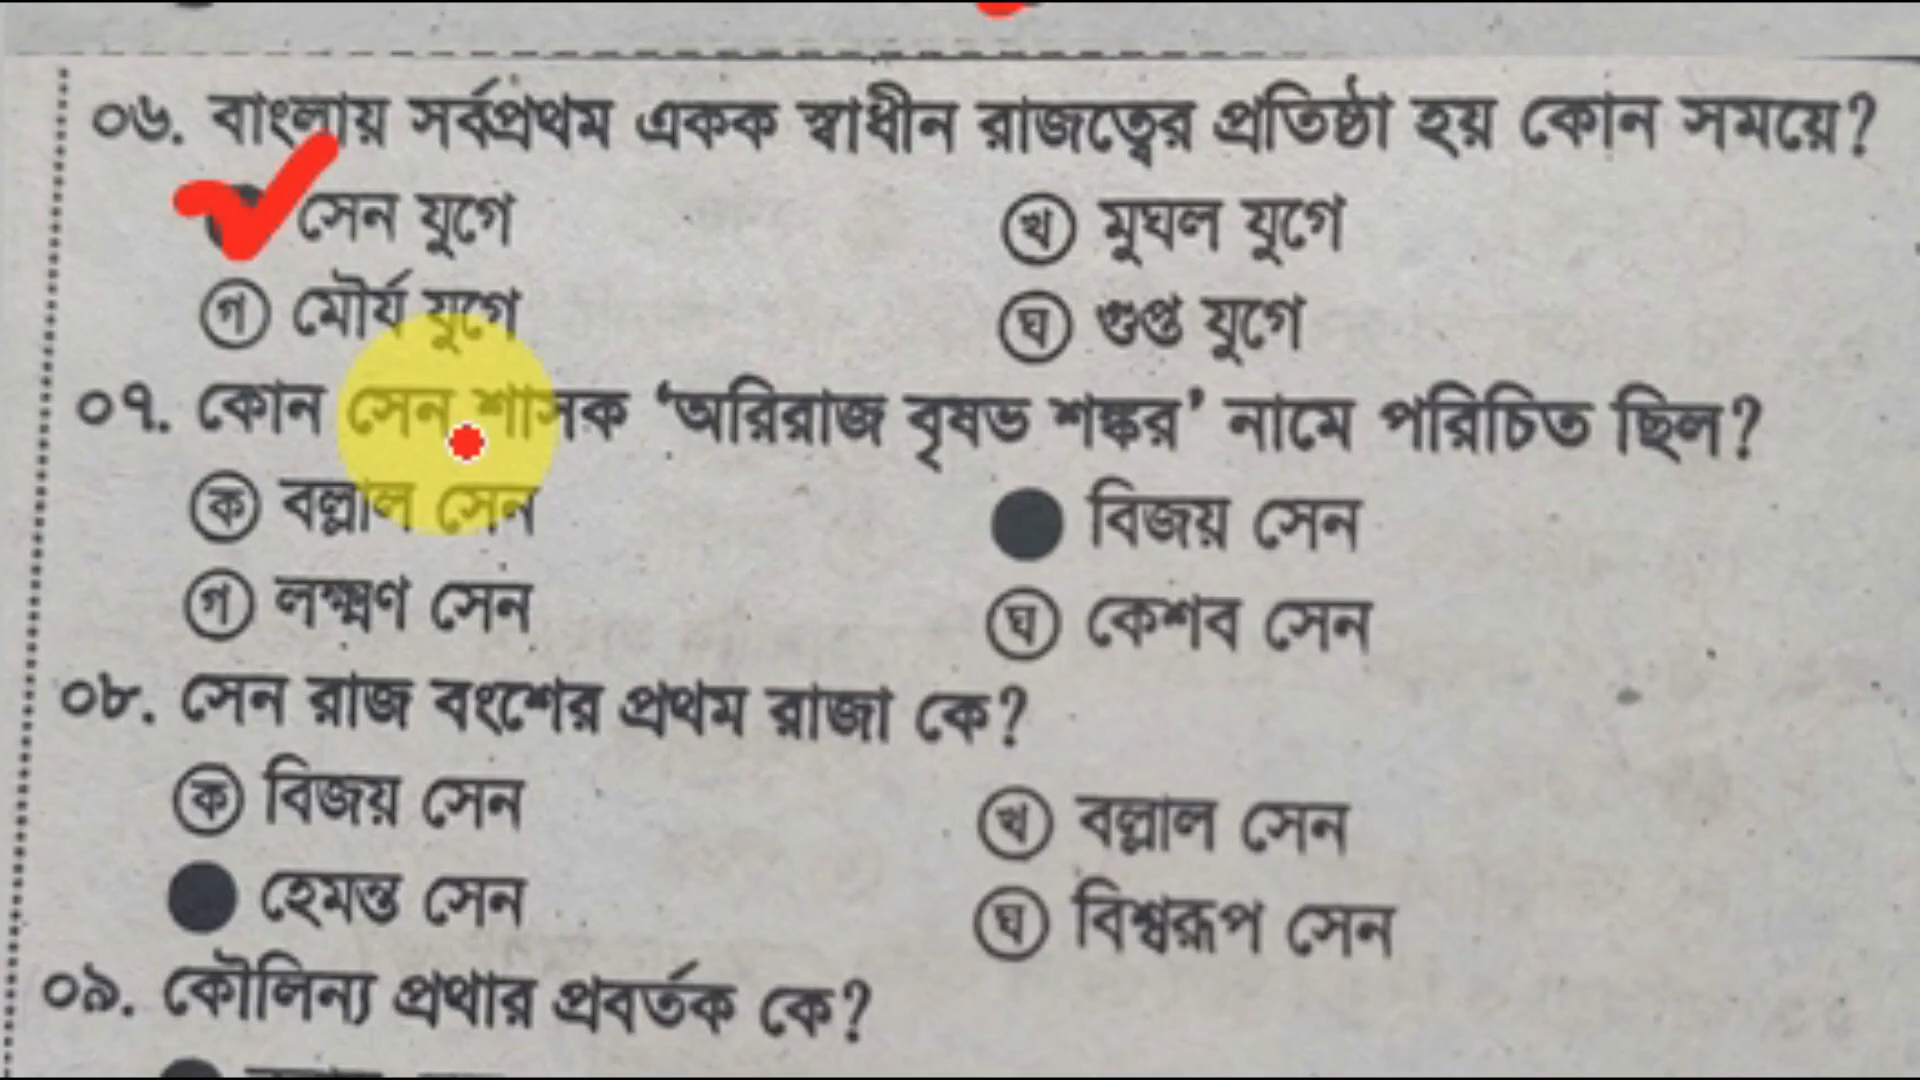 ০৬. বাংলায় সর্বপ্রথম একক স্বাধীন রাজত্বের প্রতিষ্ঠা হয় কোন সময়ে?
সেন যুগে  ⓘ খ মুঘল যুগে
গ মৌর্য যুগে  ঘ গুপ্ত যুগে
০৭. কোন সেন শাসক ‘অরিরাজ বৃষভ শঙ্কর’ নামে পরিচিত ছিল?
ক বল্লাল সেন  বিজয় সেন
গ লক্ষ্মণ সেন  ঘ কেশব সেন
০৮. সেন রাজ বংশের প্রথম রাজা কে?
ক বিজয় সেন  খ বল্লাল সেন
হেমন্ত সেন  ঘ বিশ্বরূপ সেন
০৯. কৌলিন্য প্রথার প্রবর্তক কে?